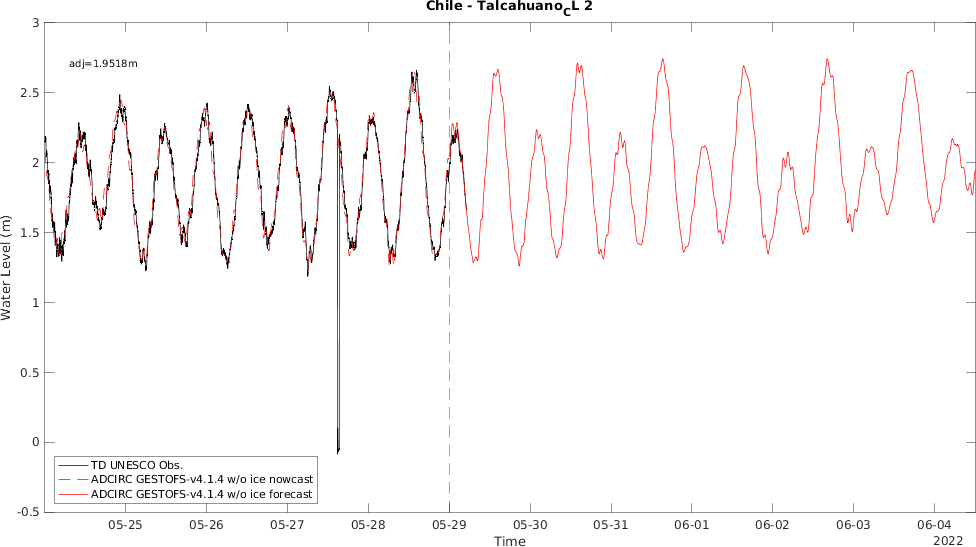 Chile - Talcahuano_CL 2
adj=1.9518m
3
2.5
2
1.5
1
0.5
0
-0.5
Water Level (m)
TD UNESCO Obs.
ADCIRC GESTOFS-v4.1.4 w/o ice nowcast
ADCIRC GESTOFS-v4.1.4 w/o ice forecast
05-25 05-26 05-27 05-28 05-29 05-30 05-31 06-01 06-02 06-03 06-04
Time
2022